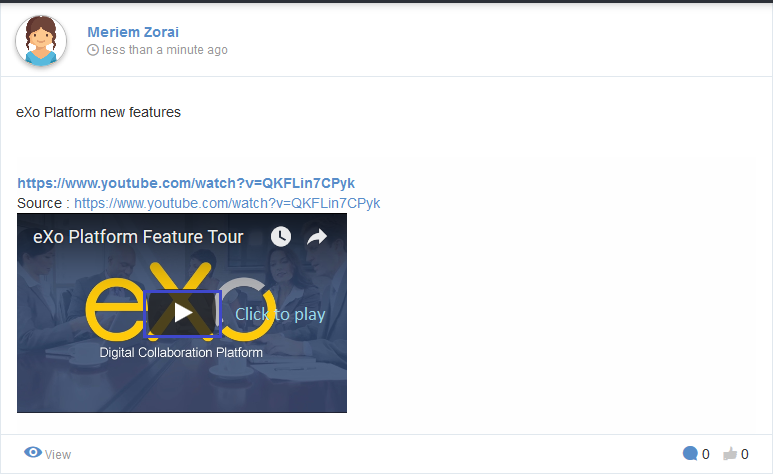 Meriem Zorai
less than a minute ago
eXo Platform new features
https://www.youtube.com/watch?v=QKFLin7CPyk
Source : https://www.youtube.com/watch?v=QKFLin7CPyk
eXo Platform Feature Tour
eXo
Click to play
Digital Collaboration Platform
View
0
0